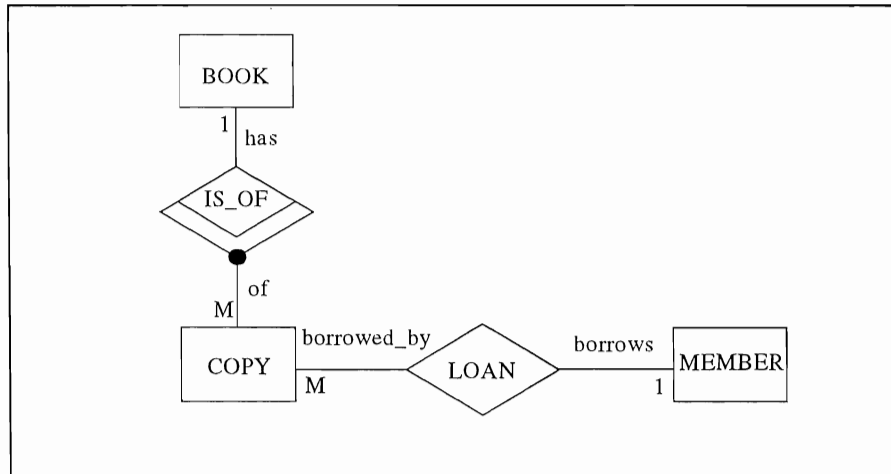 BOOK
1
has
IS_OF
of
M
COPY
borrowed_by
M
LOAN
borrows
1
MEMBER